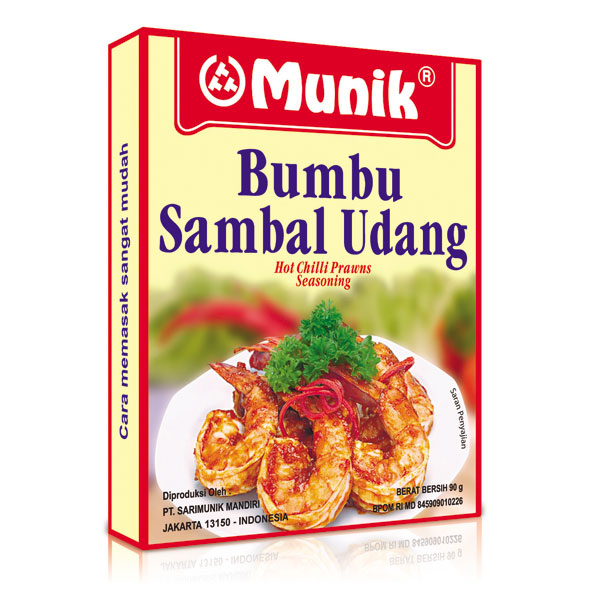 Munik®
Bumbu
Sambal Udang
Hot Chilli Prawns
Seasoning
Cara memasak sangat mudah
Saran Penyajian
Diproduksi Oleh :
PT. SARIMUNIK MANDIRI
JAKARTA 13150 - INDONESIA
BERAT BERSIH 90 g
BPOM RI MD 845909010226